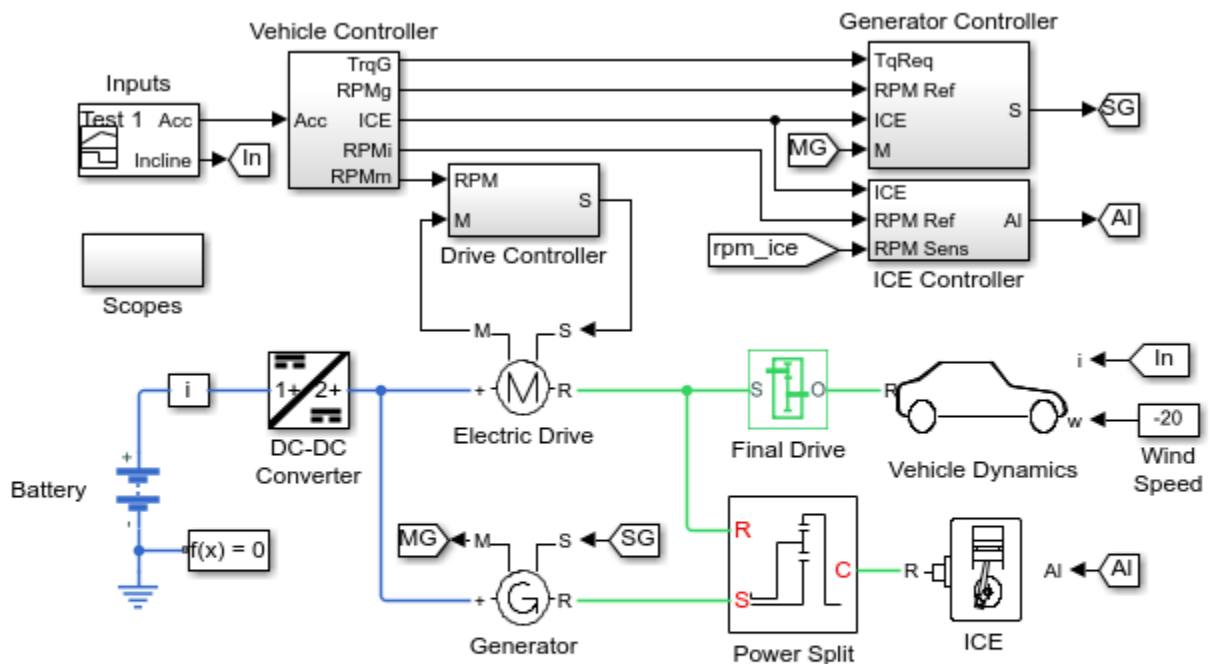 Generator Controller
Vehicle Controller
TrqG
TqReq
Inputs
RPMg
RPM Ref
Test 1 Acc
Acc
ICE
ICE
S
SG
Incline
In
RPMi
MG
M
RPMm
RPM
ICE
M
S
RPM Ref
AI
AI
Drive Controller
rpm_ice
RPM Sens
Scopes
ICE Controller
M
S
i
In
i
1+
2+
+
M
R
S
O
R
w
-20
DC-DC
Converter
Electric Drive
Final Drive
Vehicle Dynamics
Wind
Speed
+
Battery
-
MG
M
S
SG
R
f(x) = 0
C
R
AI
AI
+
G
R
S
Generator
Power Split
ICE